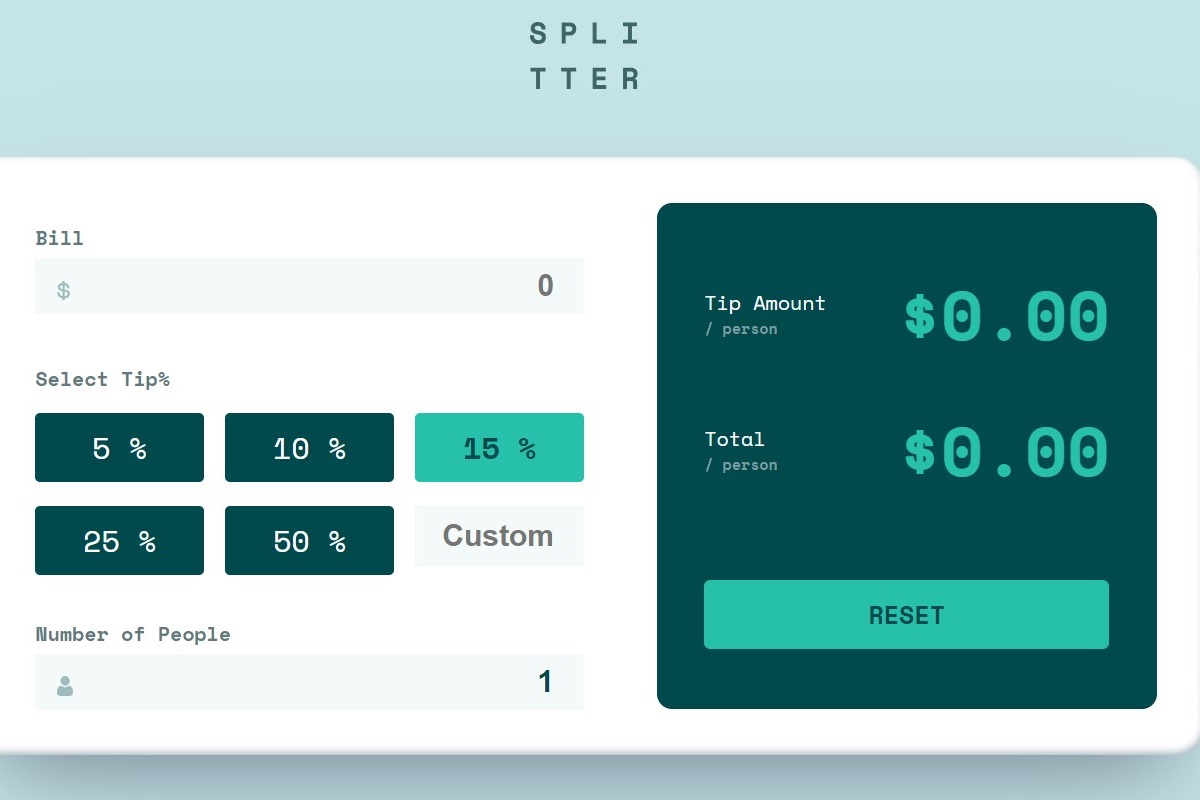 SPLI
TTER
Bill
$ 0
Select Tip%
5 % 10 % 15 %
25 % 50 % Custom
Number of People
1
Tip Amount
/ person
$0.00
Total
/ person
$0.00
RESET